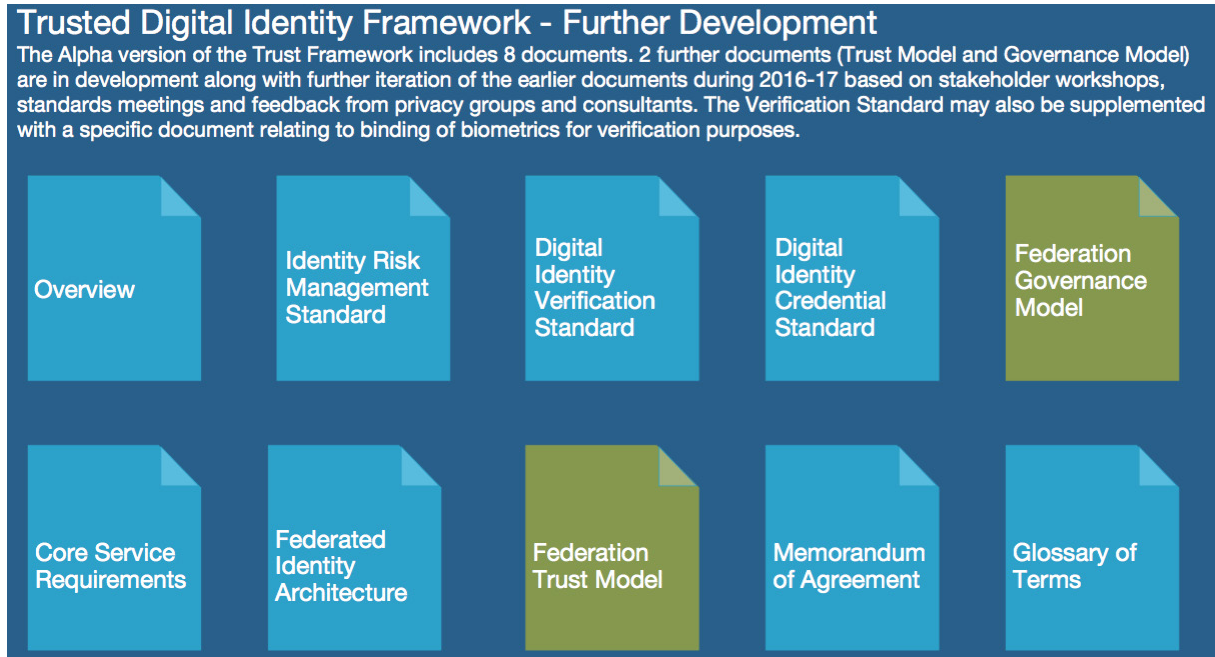 Trusted Digital Identity Framework - Further Development
The Alpha version of the Trust Framework includes 8 documents. 2 further documents (Trust Model and Governance Model)
are in development along with further iteration of the earlier documents during 2016-17 based on stakeholder workshops,
standards meetings and feedback from privacy groups and consultants. The Verification Standard may also be supplemented
with a specific document relating to binding of biometrics for verification purposes.
Overview
Identity Risk
Management
Standard
Digital
Identity
Verification
Standard
Digital
Identity
Credential
Standard
Federation
Governance
Model
Core Service
Requirements
Federated
Identity
Architecture
Federation
Trust Model
Memorandum
of Agreement
Glossary of
Terms